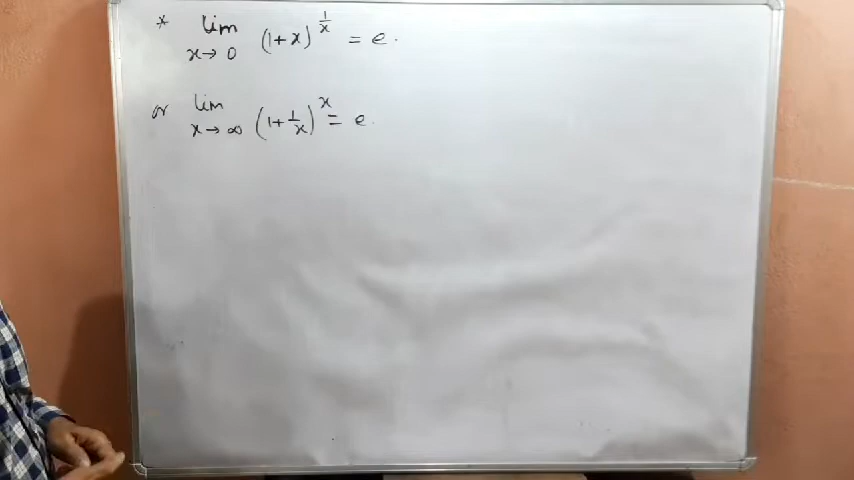 * lim x→0 (1+x)^(1/x) = e.
or lim x→∞ (1+1/x)^x = e.